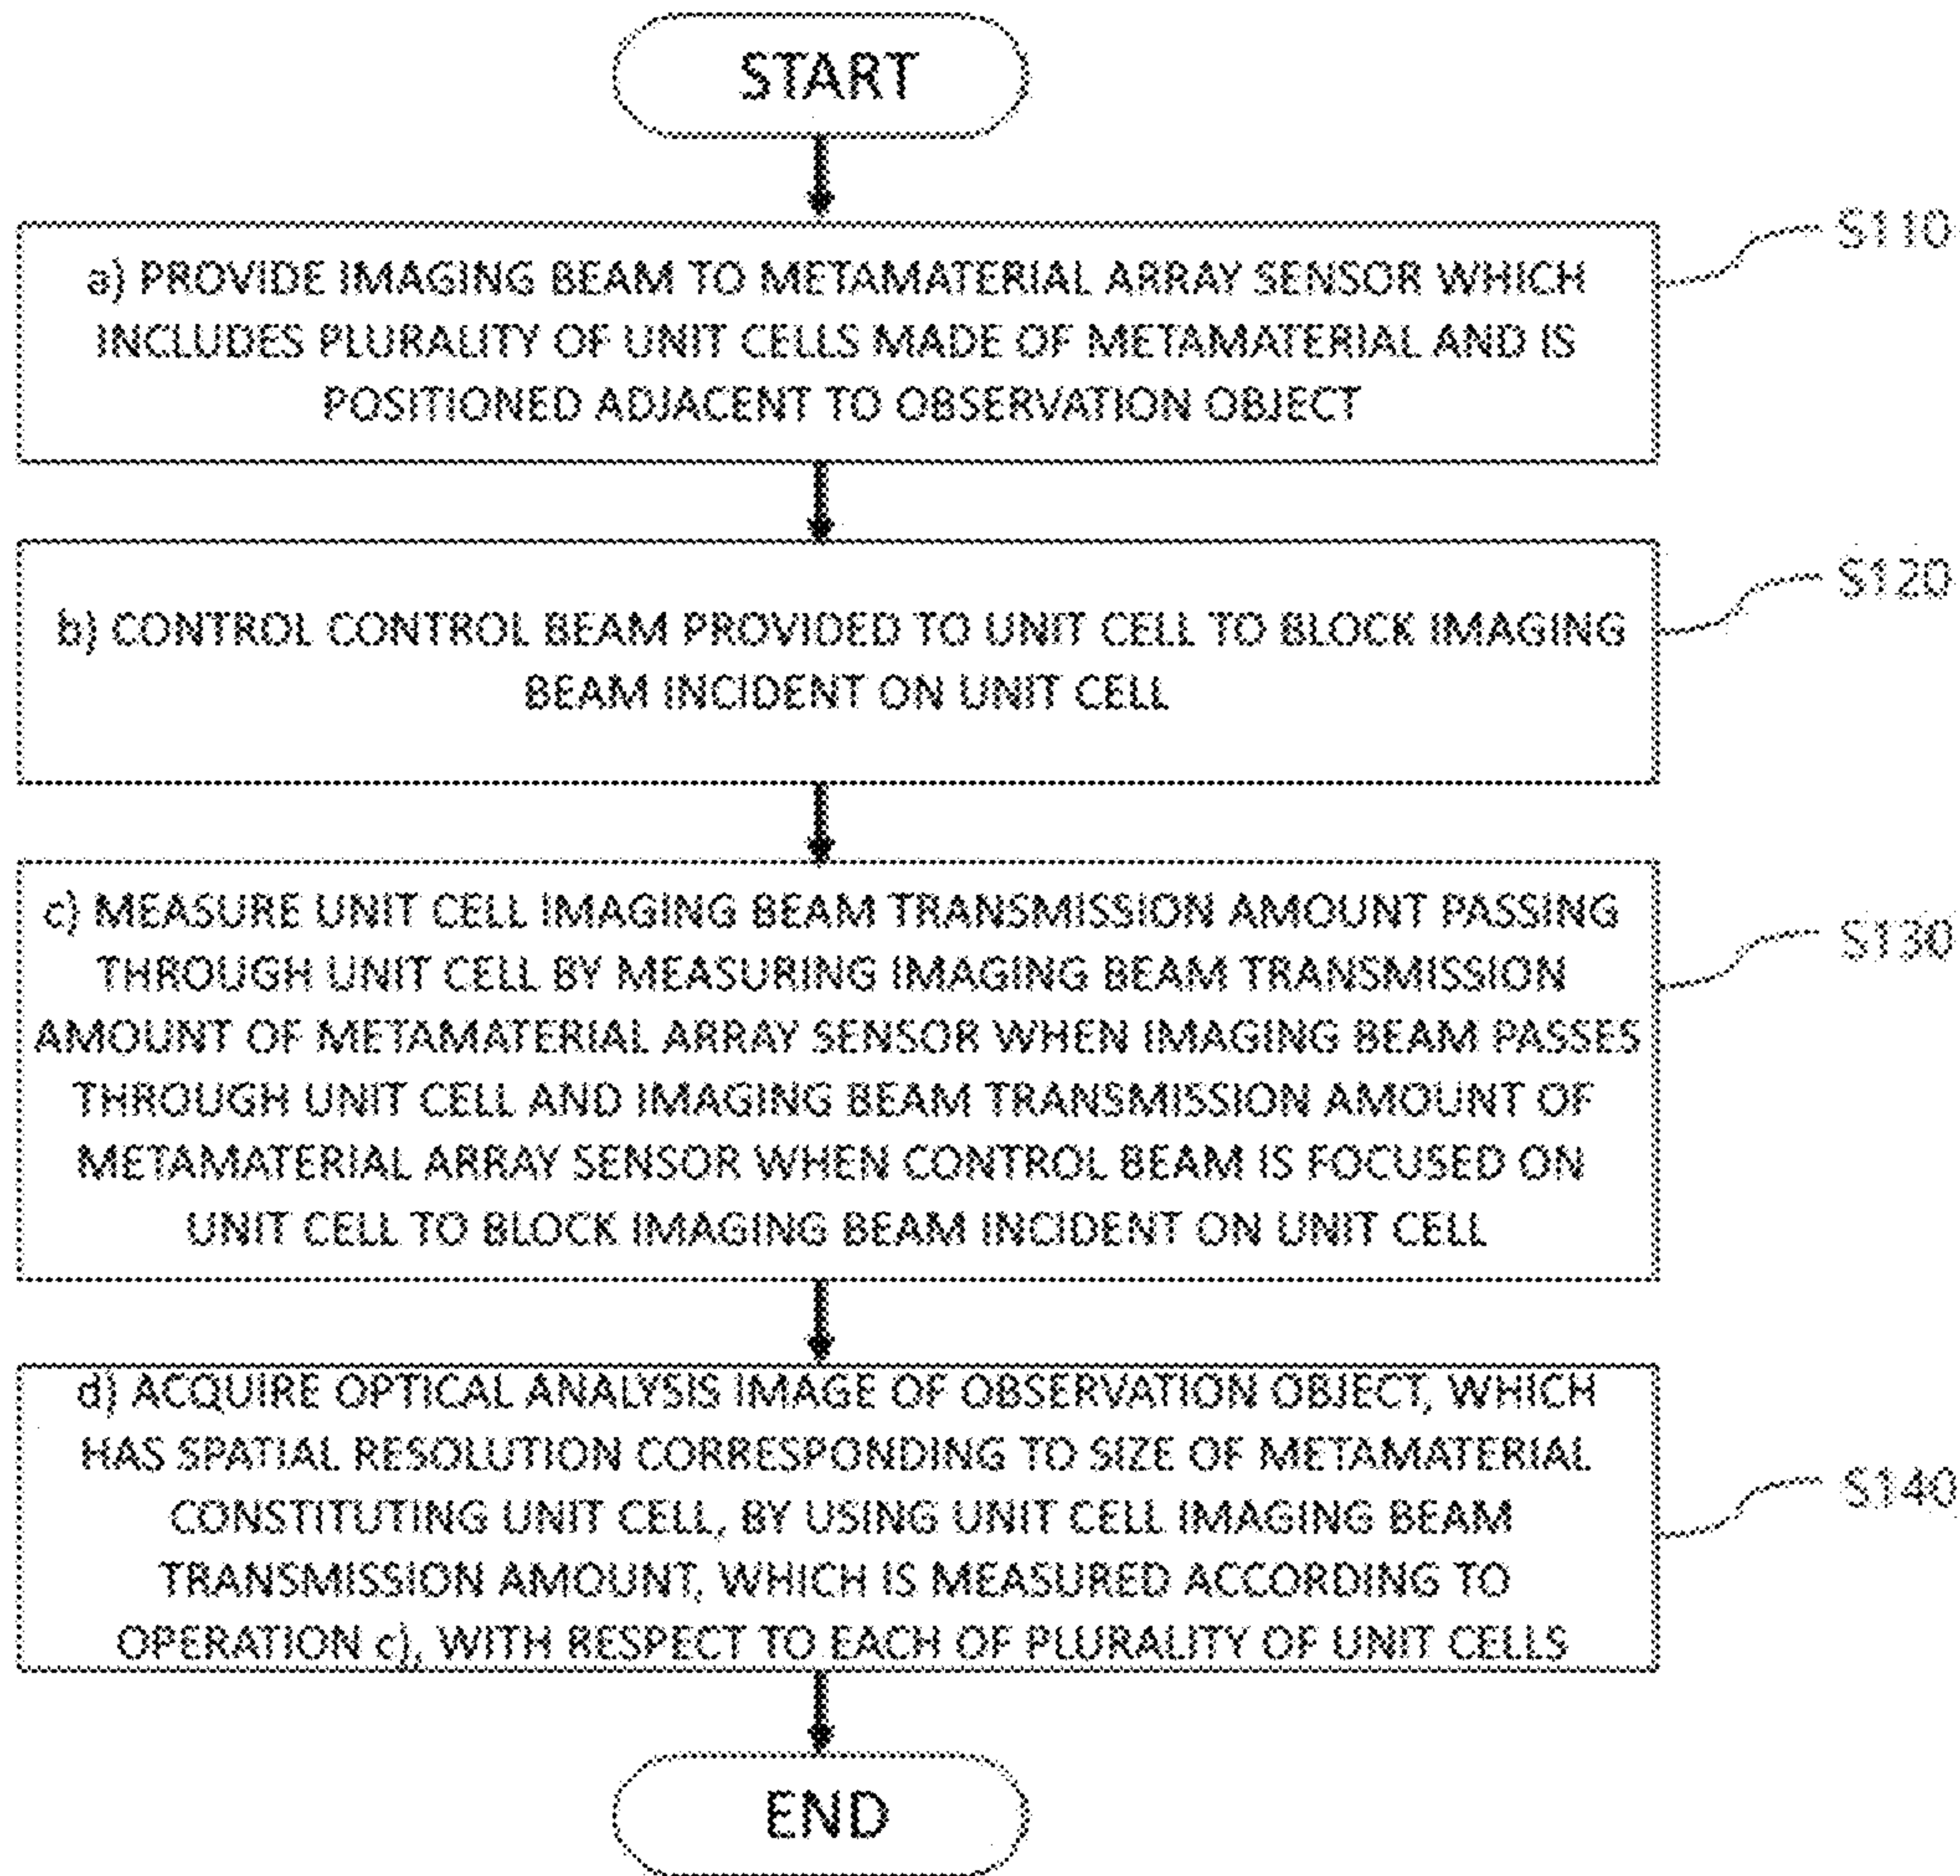 START
a) PROVIDE IMAGING BEAM TO METAMATERIAL ARRAY SENSOR WHICH
INCLUDES PLURALITY OF UNIT CELLS MADE OF METAMATERIAL AND IS
POSITIONED ADJACENT TO OBSERVATION OBJECT
S110
b) CONTROL CONTROL BEAM PROVIDED TO UNIT CELL TO BLOCK IMAGING
BEAM INCIDENT ON UNIT CELL
S120
c) MEASURE UNIT CELL IMAGING BEAM TRANSMISSION AMOUNT PASSING
THROUGH UNIT CELL BY MEASURING IMAGING BEAM TRANSMISSION
AMOUNT OF METAMATERIAL ARRAY SENSOR WHEN IMAGING BEAM PASSES
THROUGH UNIT CELL AND IMAGING BEAM TRANSMISSION AMOUNT OF
METAMATERIAL ARRAY SENSOR WHEN CONTROL BEAM IS FOCUSED ON
UNIT CELL TO BLOCK IMAGING BEAM INCIDENT ON UNIT CELL
S130
d) ACQUIRE OPTICAL ANALYSIS IMAGE OF OBSERVATION OBJECT, WHICH
HAS SPATIAL RESOLUTION CORRESPONDING TO SIZE OF METAMATERIAL
CONSTITUTING UNIT CELL, BY USING UNIT CELL IMAGING BEAM
TRANSMISSION AMOUNT, WHICH IS MEASURED ACCORDING TO
OPERATION c), WITH RESPECT TO EACH OF PLURALITY OF UNIT CELLS
S140
END